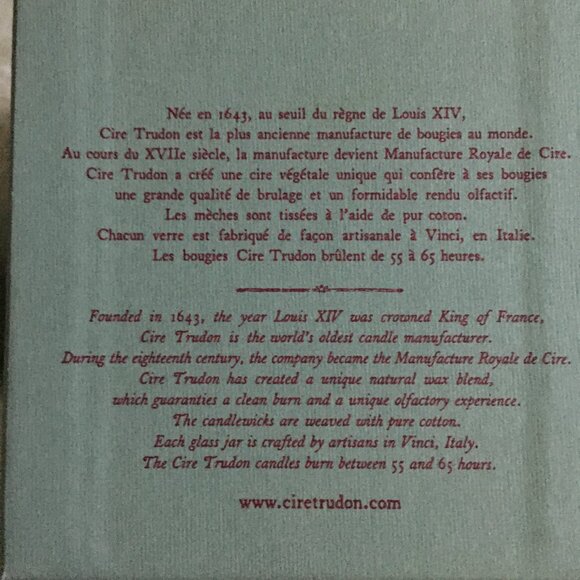 Née en 1643, au seuil du règne de Louis XIV,
Cire Trudon est la plus ancienne manufacture de bougies au monde.
Au cours du XVIIe siècle, la manufacture devient Manufacture Royale de Cire.
Cire Trudon a créé une cire végétale unique qui confère à ses bougies
une grande qualité de brulage et un formidable rendu olfactif.
Les mèches sont tissées à l'aide de pur coton.
Chacun verre est fabriqué de façon artisanale à Vinci, en Italie.
Les bougies Cire Trudon brûlent de 55 à 65 heures.
Founded in 1643, the year Louis XIV was crowned King of France,
Cire Trudon is the world's oldest candle manufacturer.
During the eighteenth century, the company became the Manufacture Royale de Cire.
Cire Trudon has created a unique natural wax blend,
which guaranties a clean burn and a unique olfactory experience.
The candlewicks are weaved with pure cotton.
Each glass jar is crafted by artisans in Vinci, Italy.
The Cire Trudon candles burn between 55 and 65 hours.
www.ciretrudon.com